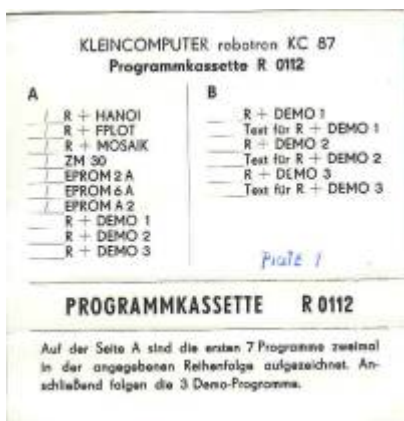 KLEINCOMPUTER robotron KC 87
Programmkassette R 0112
A
/ R + HANOI
/ R + FPLOT
/ R + MOSAIK
/ ZM 30
/ EPROM 2 A
/ EPROM 6 A
/ EPROM A 2
R + DEMO 1
R + DEMO 2
R + DEMO 3
B
R + DEMO 1
Text für R + DEMO 1
R + DEMO 2
Text für R + DEMO 2
R + DEMO 3
Text für R + DEMO 3
PROGRAMMKASSETTE R 0112
Auf der Seite A sind die ersten 7 Programme zweimal
in der angegebenen Reihenfolge aufgezeichnet. An-
schließend folgen die 3 Demo-Programme.